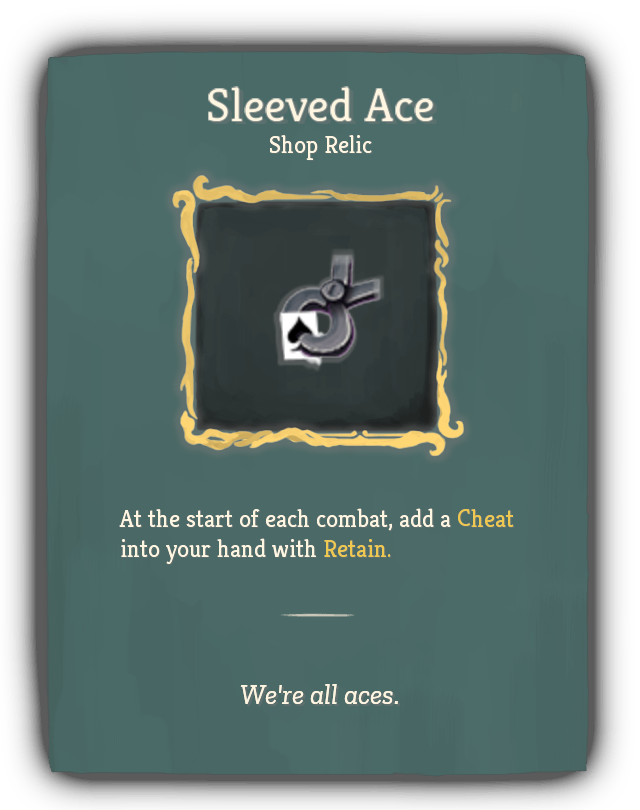 Sleeved Ace
Shop Relic
At the start of each combat, add a Cheat
into your hand with Retain.
We're all aces.